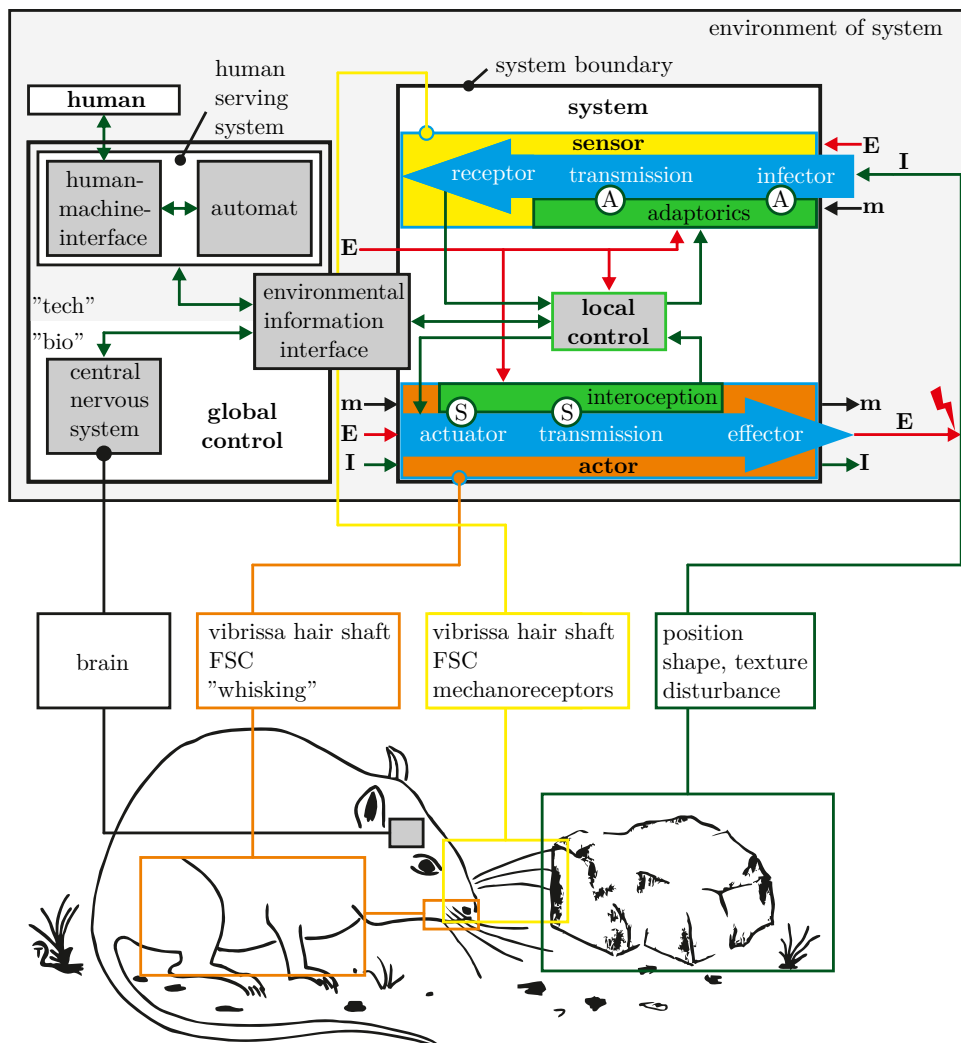 environment of system
human
serving
system
system boundary
human
system
sensor
E
human-
machine-
interface
automat
receptor
transmission
infector
I
A
A
adaptorics
m
E
"tech"
environmental
information
interface
local
control
"bio"
central
nervous
system
global
control
interoception
m
m
S
S
E
actuator
transmission
effector
E
I
actor
I
brain
vibrissa hair shaft
FSC
"whisking"
vibrissa hair shaft
FSC
mechanoreceptors
position
shape, texture
disturbance